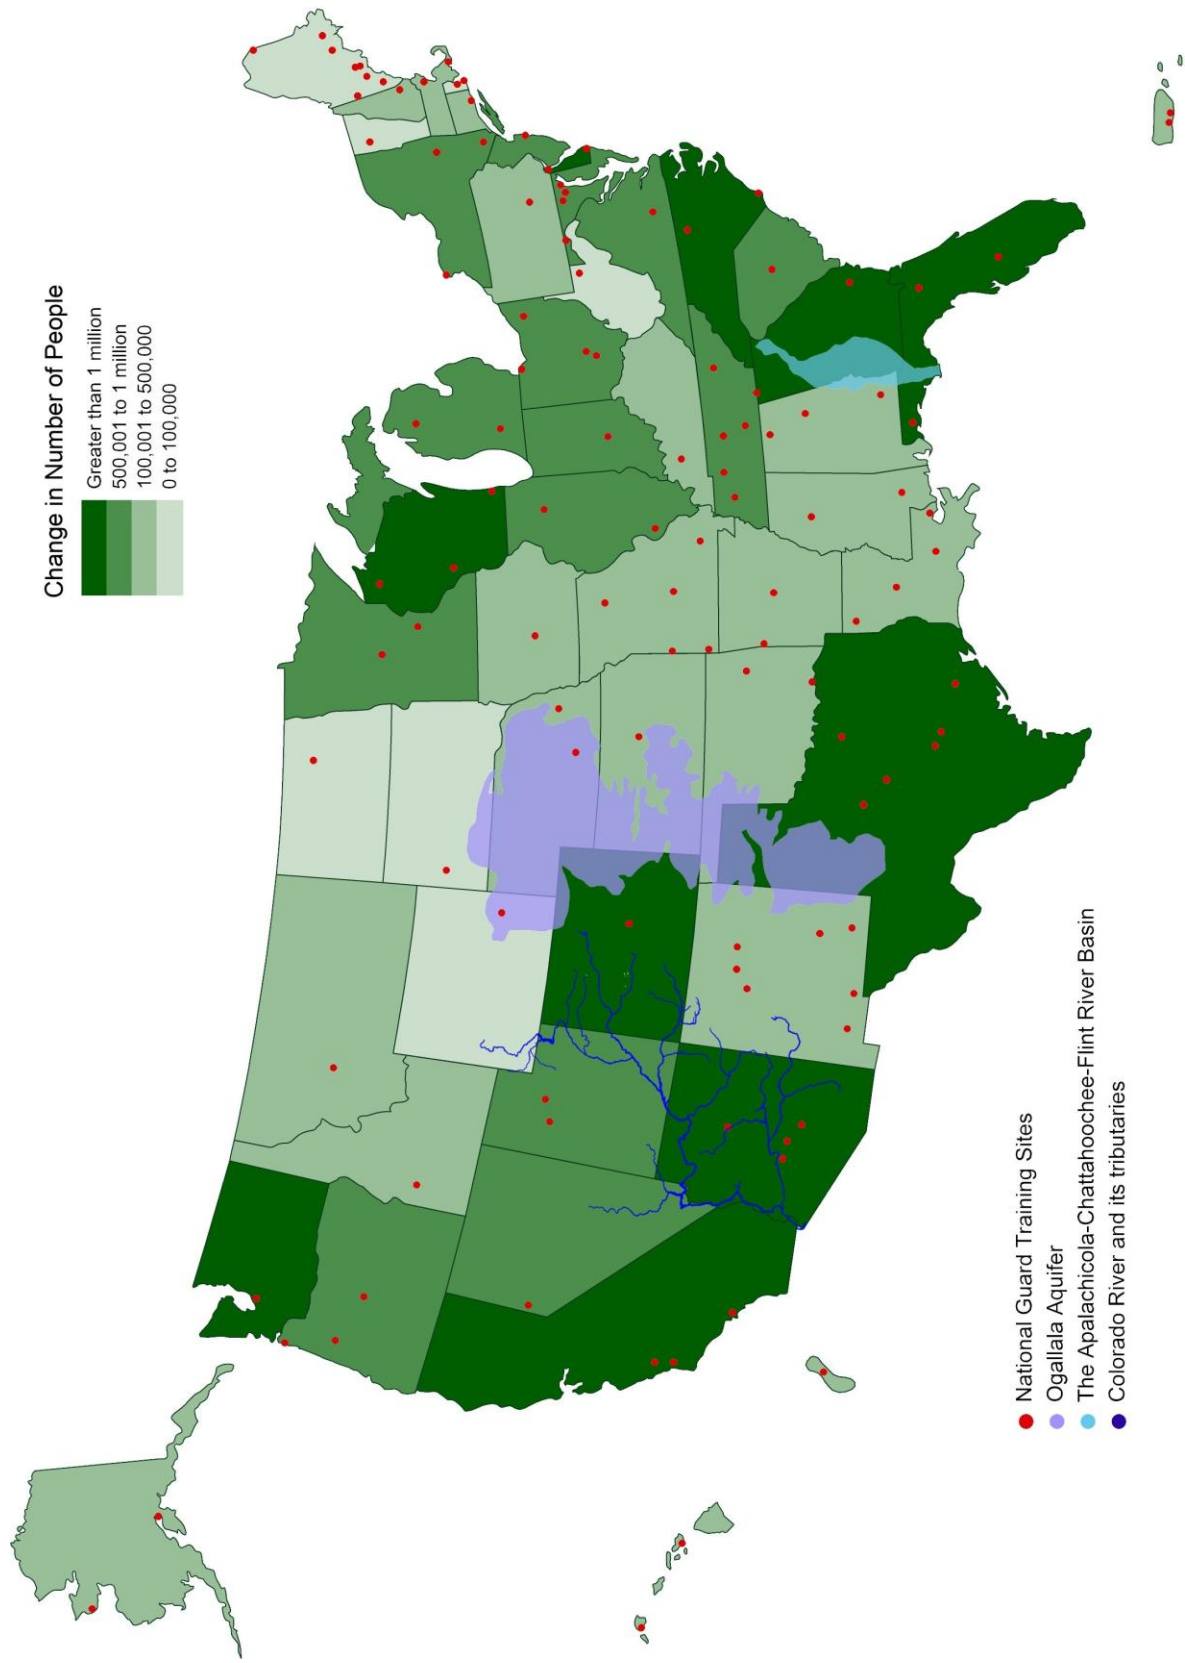 Change in Number of People
Greater than 1 million
500,001 to 1 million
100,001 to 500,000
0 to 100,000
National Guard Training Sites
Ogallala Aquifer
The Apalachicola-Chattahoochee-Flint River Basin
Colorado River and its tributaries